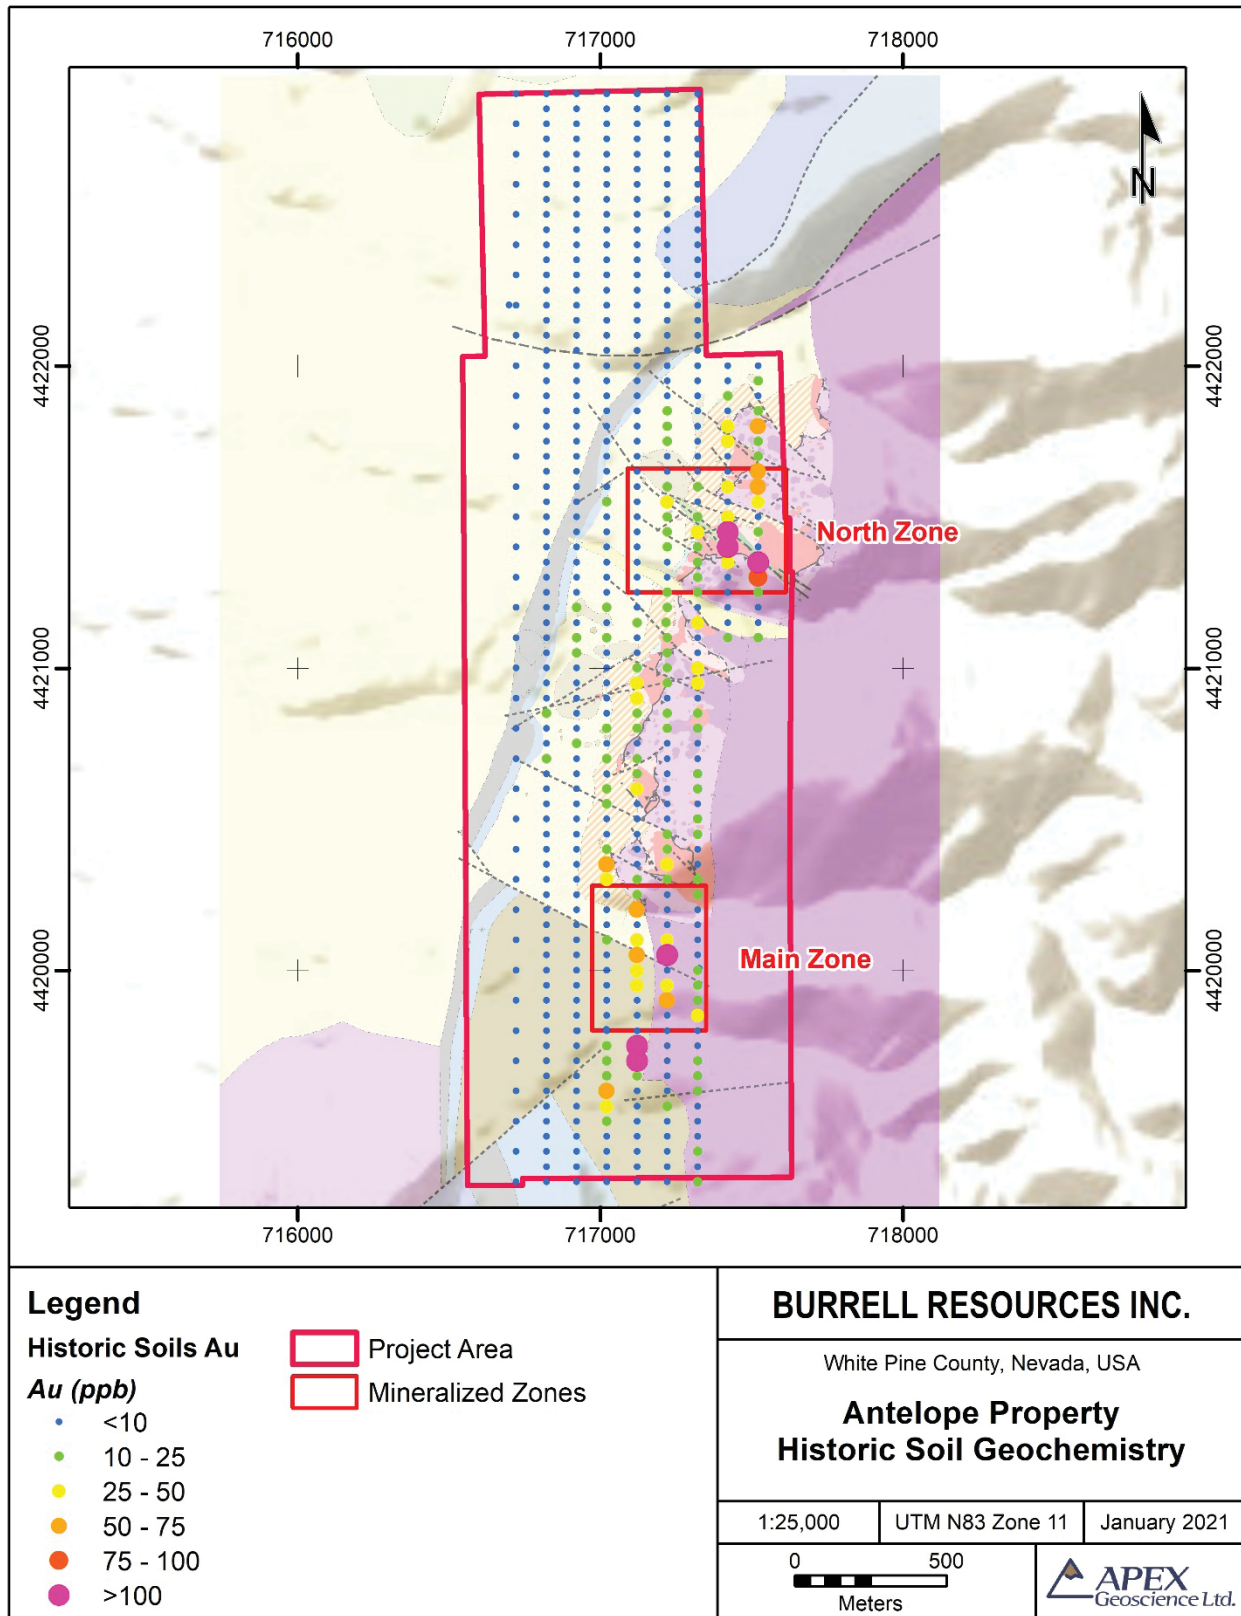 716000 717000 718000
N
4422000 4422000
North Zone
4421000 4421000
Main Zone
4420000 4420000
716000 717000 718000
Legend
Historic Soils Au
Au (ppb)
<10
10 - 25
25 - 50
50 - 75
75 - 100
>100
Project Area
Mineralized Zones
BURRELL RESOURCES INC.
White Pine County, Nevada, USA
Antelope Property
Historic Soil Geochemistry
1:25,000 UTM N83 Zone 11 January 2021
0 500
Meters
APEX
Geoscience Ltd.